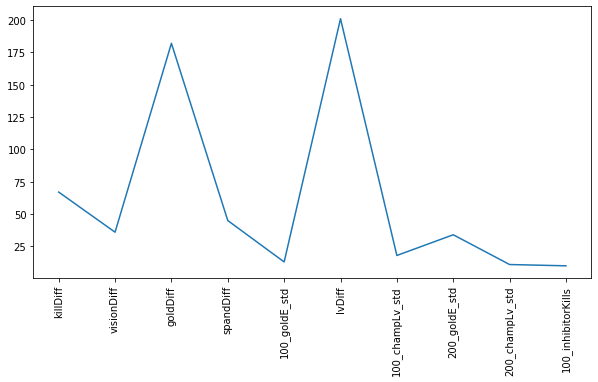 200
175
150
125
100
75
50
25
killDiff
visionDiff
goldDiff
spandDiff
100_goldE_std
lvDiff
100_champLv_std
200_goldE_std
200_champLv_std
100_inhibitorKills